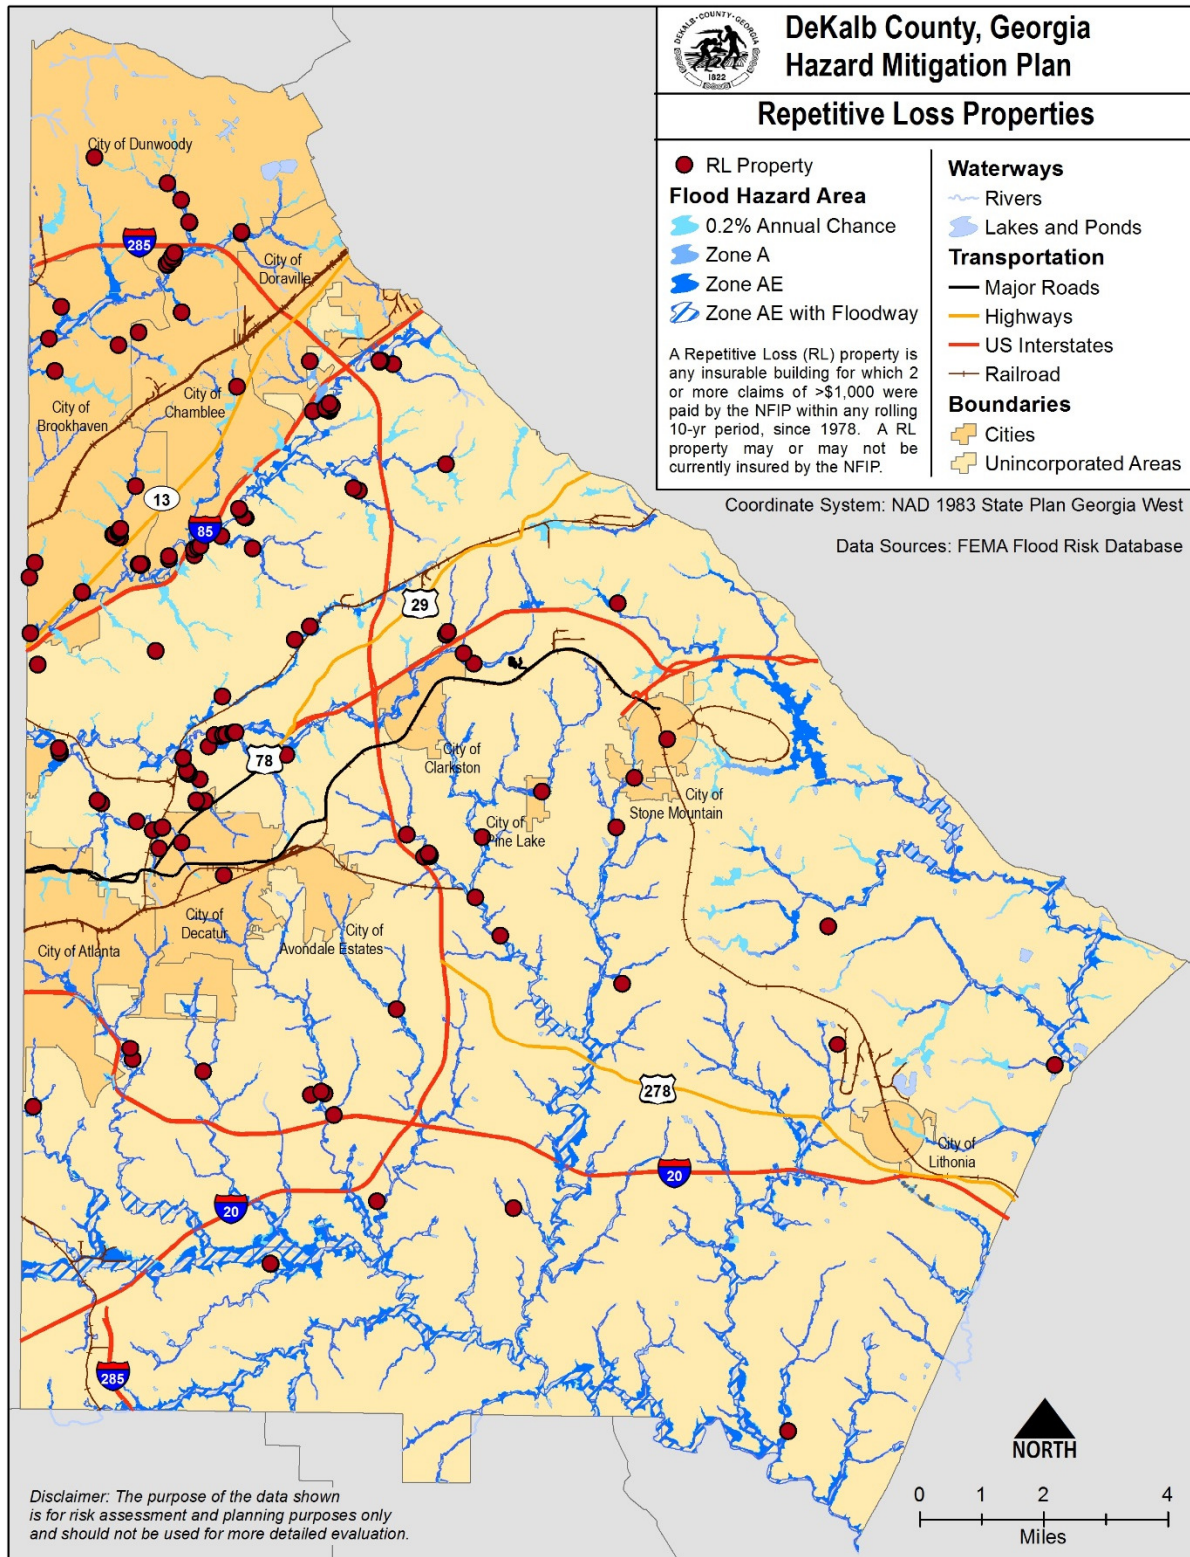 DEKALB·COUNTY·GEORGIA
1822
DeKalb County, Georgia
Hazard Mitigation Plan
Repetitive Loss Properties
RL Property
Flood Hazard Area
0.2% Annual Chance
Zone A
Zone AE
Zone AE with Floodway
A Repetitive Loss (RL) property is
any insurable building for which 2
or more claims of >$1,000 were
paid by the NFIP within any rolling
10-yr period, since 1978. A RL
property may or may not be
currently insured by the NFIP.
Waterways
Rivers
Lakes and Ponds
Transportation
Major Roads
Highways
US Interstates
Railroad
Boundaries
Cities
Unincorporated Areas
Coordinate System: NAD 1983 State Plan Georgia West
Data Sources: FEMA Flood Risk Database
City of Dunwoody
285
City of
Doraville
City of
Chamblee
City of
Brookhaven
13
85
29
78
City of
Clarkston
City of
Stone Mountain
City of
Pine Lake
City of
Decatur
City of
Avondale Estates
City of Atlanta
278
City of
Lithonia
20
20
285
NORTH
0 1 2 4
Miles
Disclaimer: The purpose of the data shown
is for risk assessment and planning purposes only
and should not be used for more detailed evaluation.